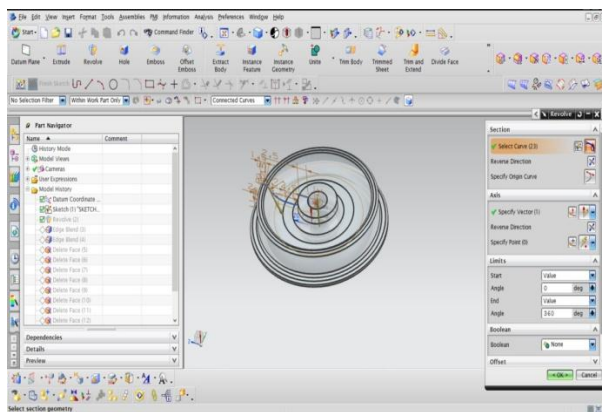 File Edit View Insert Format Tools Assemblies PMI Information Analysis Preferences Window Help
Start Command Finder
Datum Plane Extrude Revolve Hole Emboss Offset Emboss Extract Body Instance Feature Instance Geometry Unite Trim Body Trimmed Sheet Trim and Extend Divide Face
No Selection Filter Within Work Part Only Connected Curves
Part Navigator
Name Comment
History Mode
Model Views
Cameras
User Expressions
Model History
Datum Coordinate ...
Sketch (1) "SKETCH...
Revolve (2)
Edge Blend (3)
Edge Blend (4)
Delete Face (5)
Delete Face (6)
Delete Face (7)
Delete Face (8)
Delete Face (9)
Delete Face (10)
Delete Face (11)
Delete Face (12)
Dependencies
Details
Preview
Revolve
Section
Select Curve (23)
Reverse Direction
Specify Origin Curve
Axis
Specify Vector (1)
Reverse Direction
Specify Point (0)
Limits
Start Value
Angle 0 deg
End Value
Angle 360 deg
Boolean
Boolean None
Offset
OK Cancel
Select section geometry